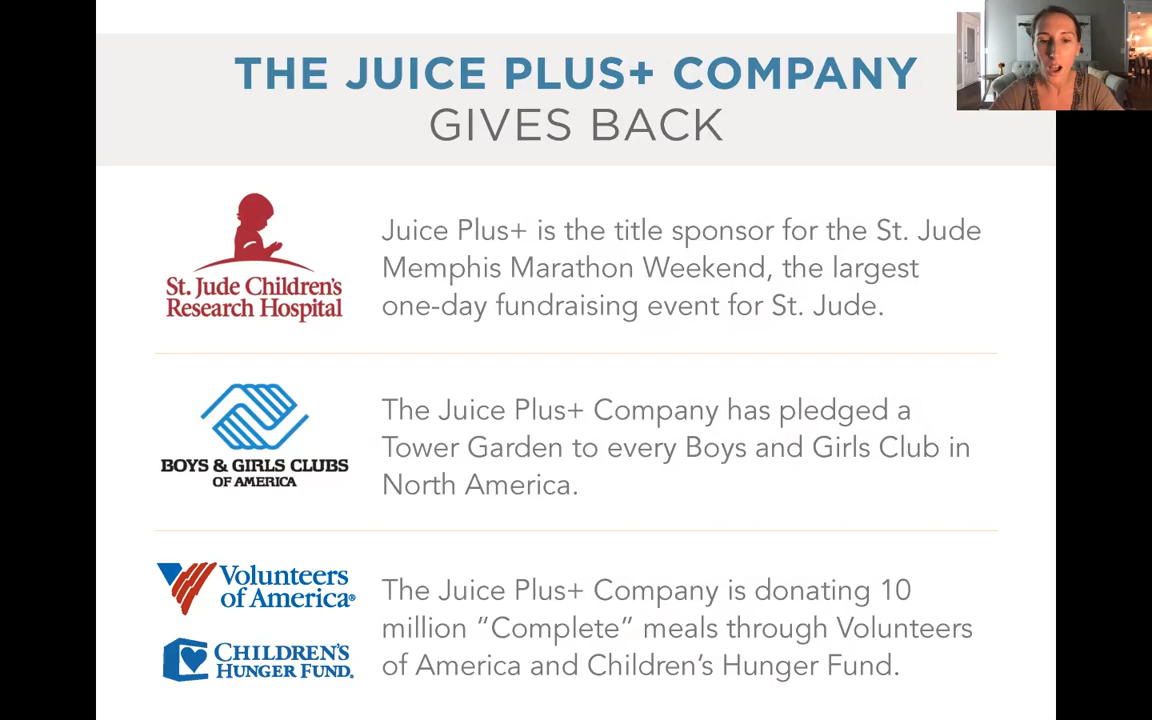 THE JUICE PLUS+ COMPANY
GIVES BACK
St. Jude Children's
Research Hospital
Juice Plus+ is the title sponsor for the St. Jude
Memphis Marathon Weekend, the largest
one-day fundraising event for St. Jude.
BOYS & GIRLS CLUBS
OF AMERICA
The Juice Plus+ Company has pledged a
Tower Garden to every Boys and Girls Club in
North America.
Volunteers
of America®
CHILDREN'S
HUNGER FUND®
The Juice Plus+ Company is donating 10
million “Complete” meals through Volunteers
of America and Children’s Hunger Fund.